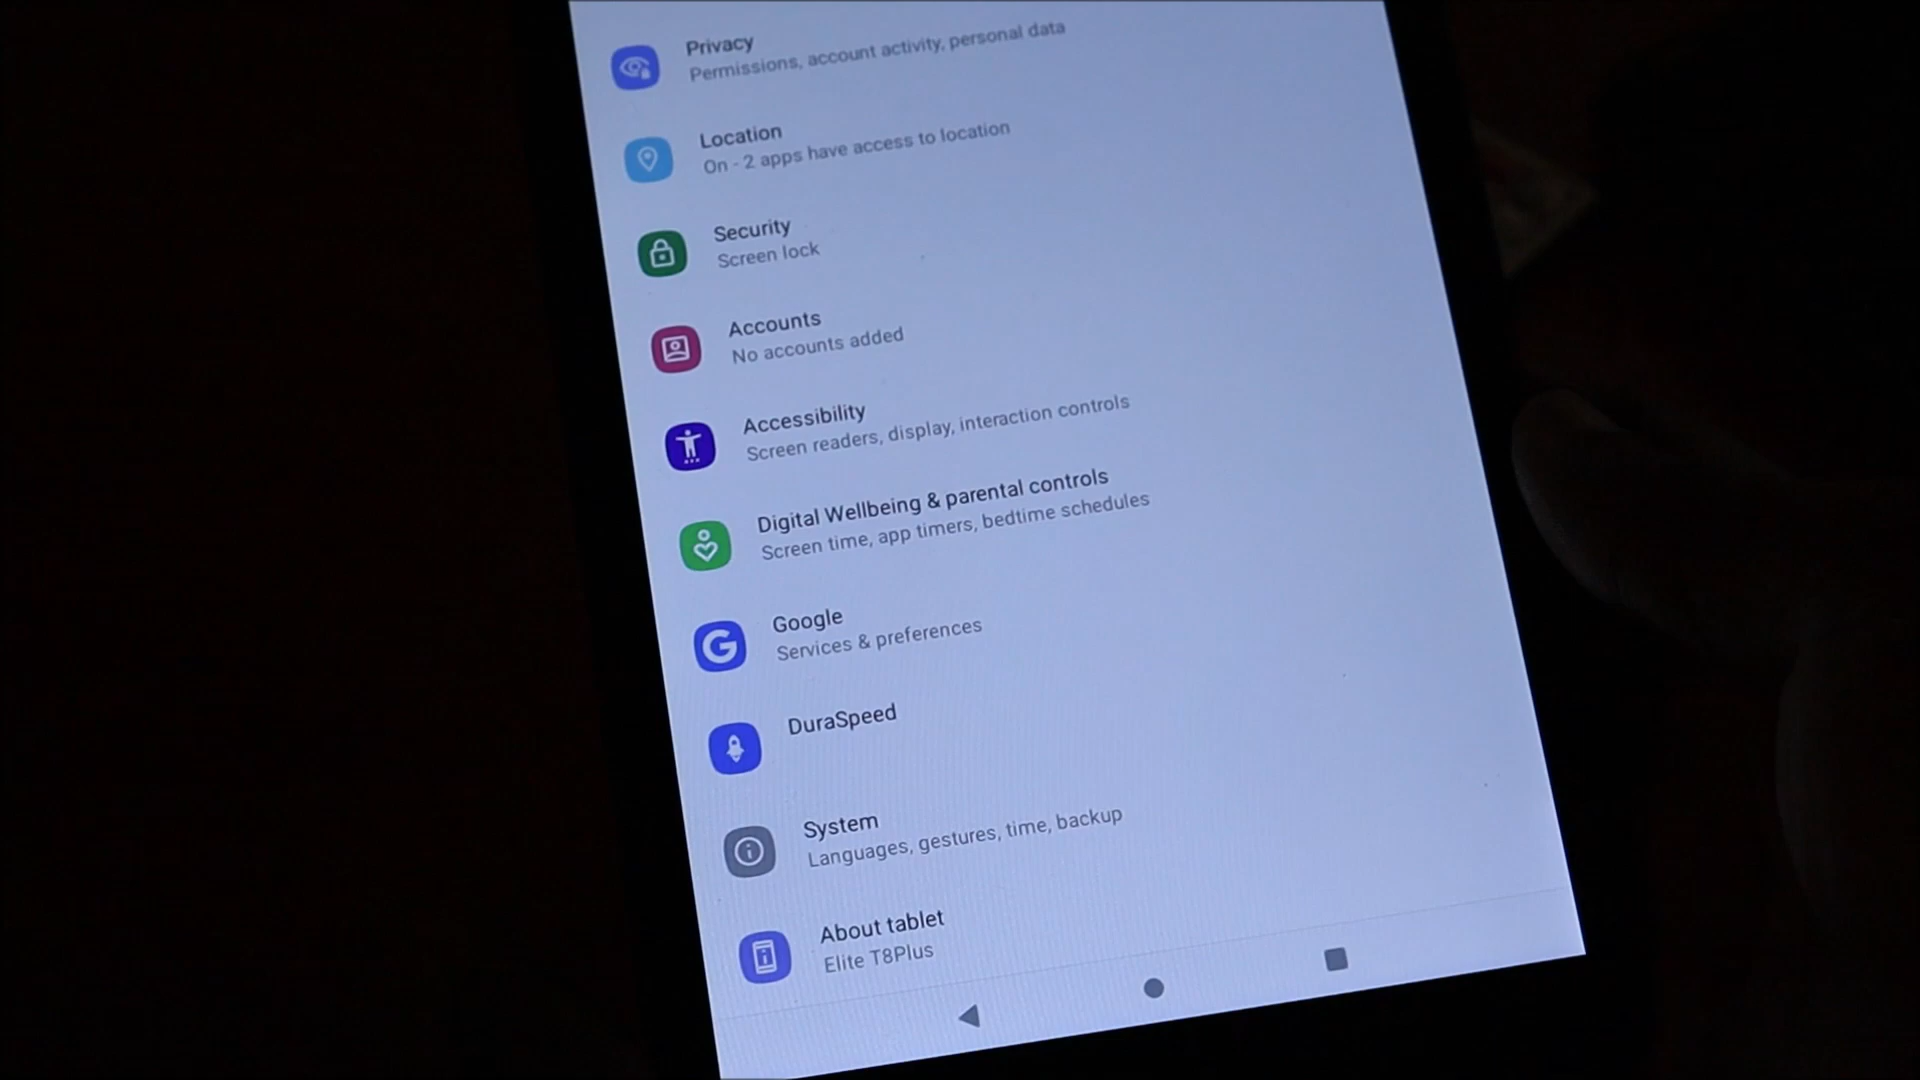 Privacy
Permissions, account activity, personal data
Location
On - 2 apps have access to location
Security
Screen lock
Accounts
No accounts added
Accessibility
Screen readers, display, interaction controls
Digital Wellbeing & parental controls
Screen time, app timers, bedtime schedules
Google
Services & preferences
DuraSpeed
System
Languages, gestures, time, backup
About tablet
Elite T8Plus